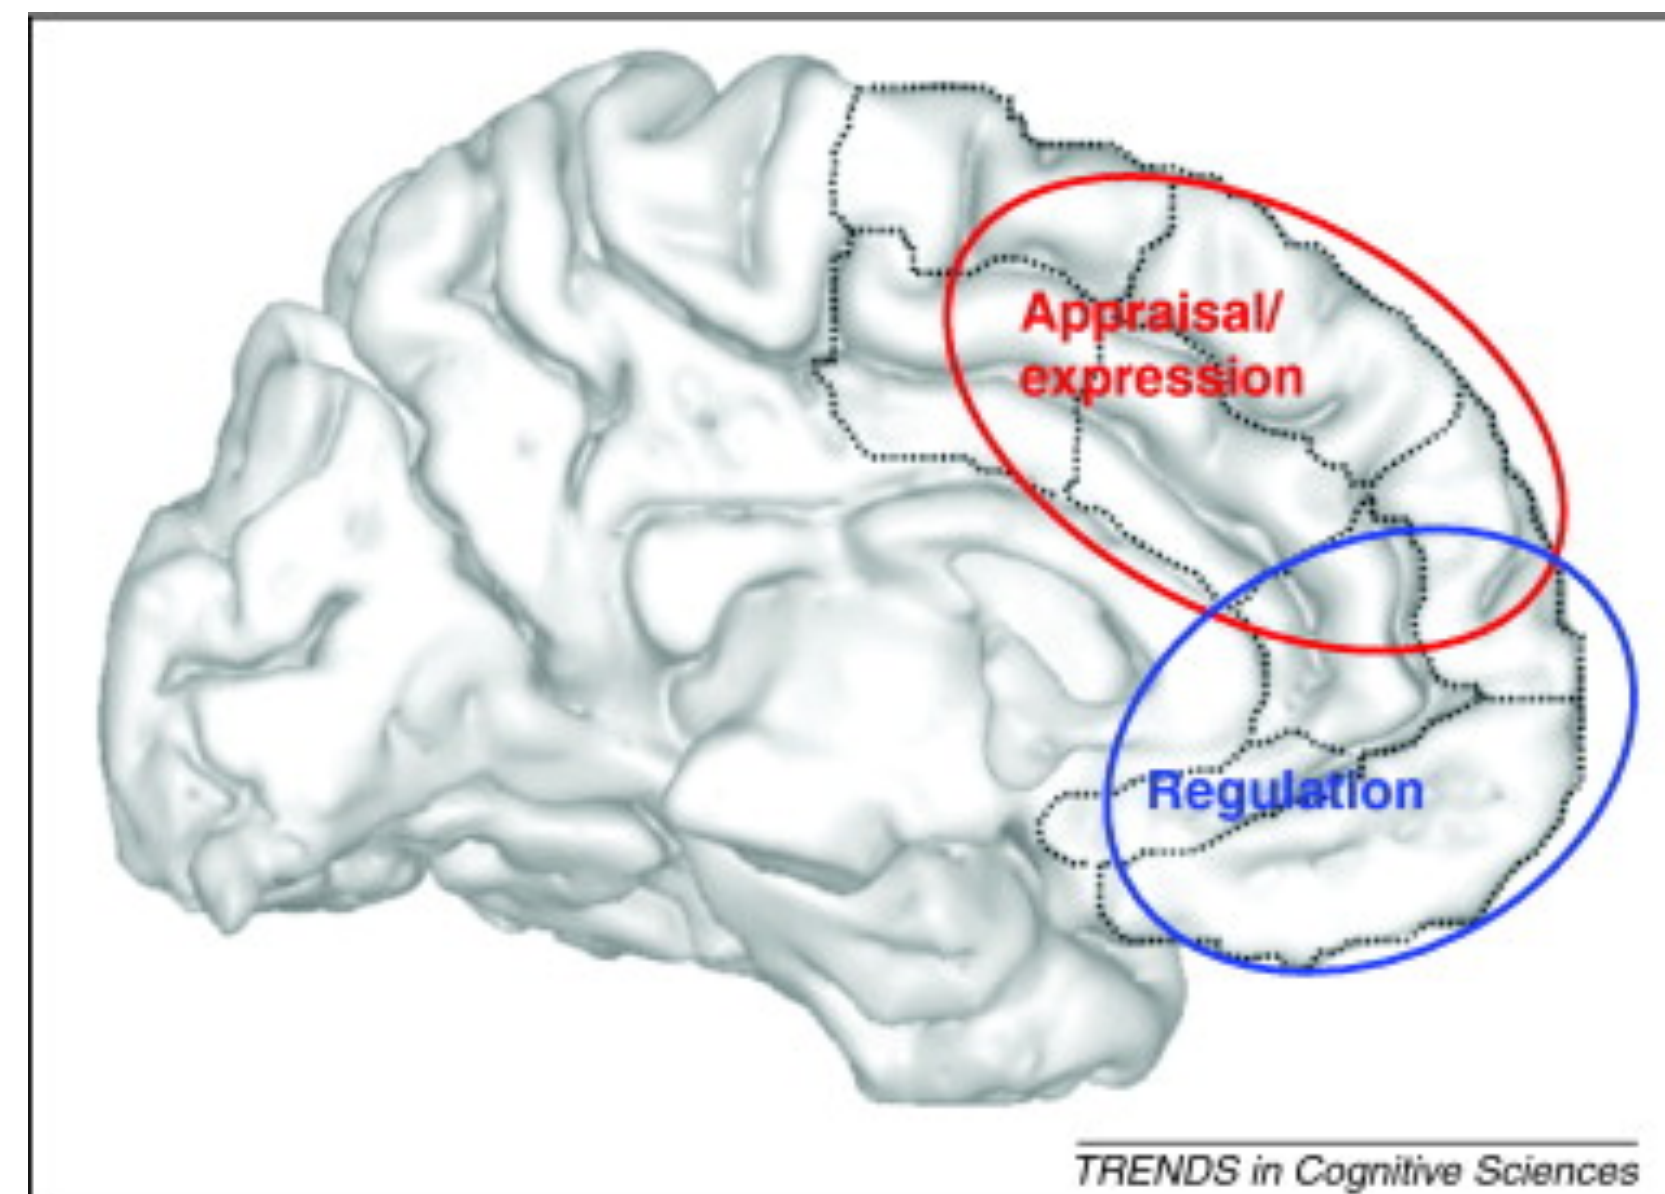 Appraisal/
expression
Regulation
TRENDS in Cognitive Sciences